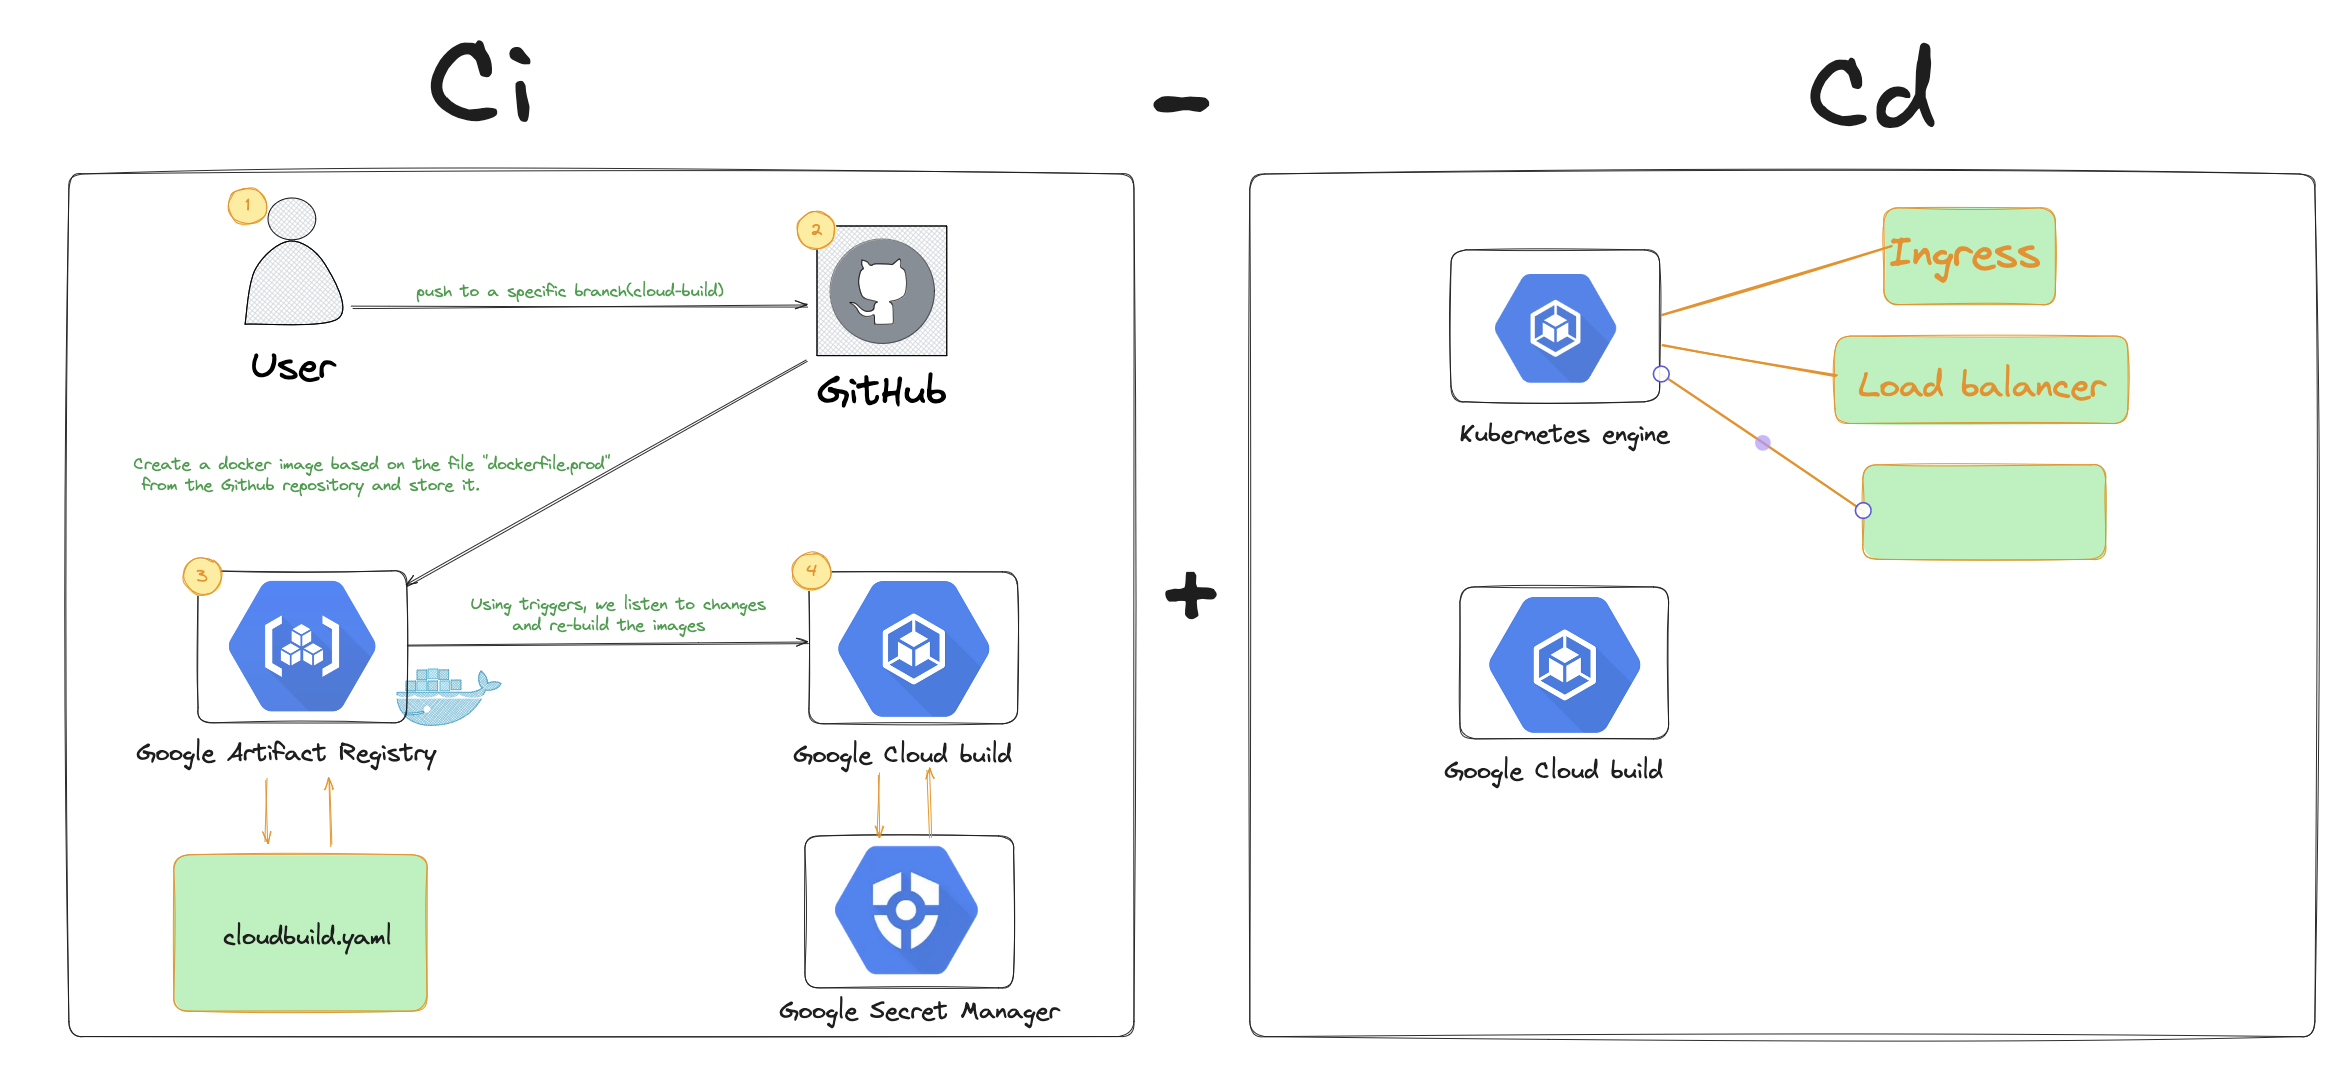 Ci
-
Cd
1
User
push to a specific branch(cloud-build)
2
GitHub
Create a docker image based on the file "dockerfile.prod"
from the Github repository and store it.
3
Google Artifact Registry
Using triggers, we listen to changes
and re-build the images
4
Google Cloud build
cloudbuild.yaml
Google Secret Manager
+
Kubernetes engine
Ingress
Load balancer
Google Cloud build